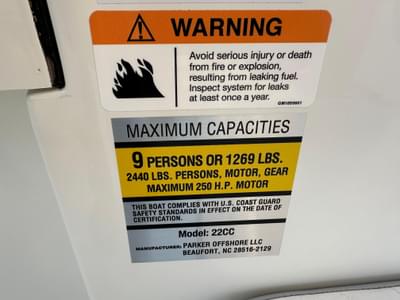 WARNING
Avoid serious injury or death
from fire or explosion,
resulting from leaking fuel.
Inspect system for leaks
at least once a year.
MAXIMUM CAPACITIES
9 PERSONS OR 1269 LBS.
2440 LBS. PERSONS, MOTOR, GEAR
MAXIMUM 250 H.P. MOTOR
THIS BOAT COMPLIES WITH U.S. COAST GUARD
SAFETY STANDARDS IN EFFECT ON THE DATE OF
CERTIFICATION.
Model: 22CC
MANUFACTURER: PARKER OFFSHORE LLC
BEAUFORT, NC 28516-2129